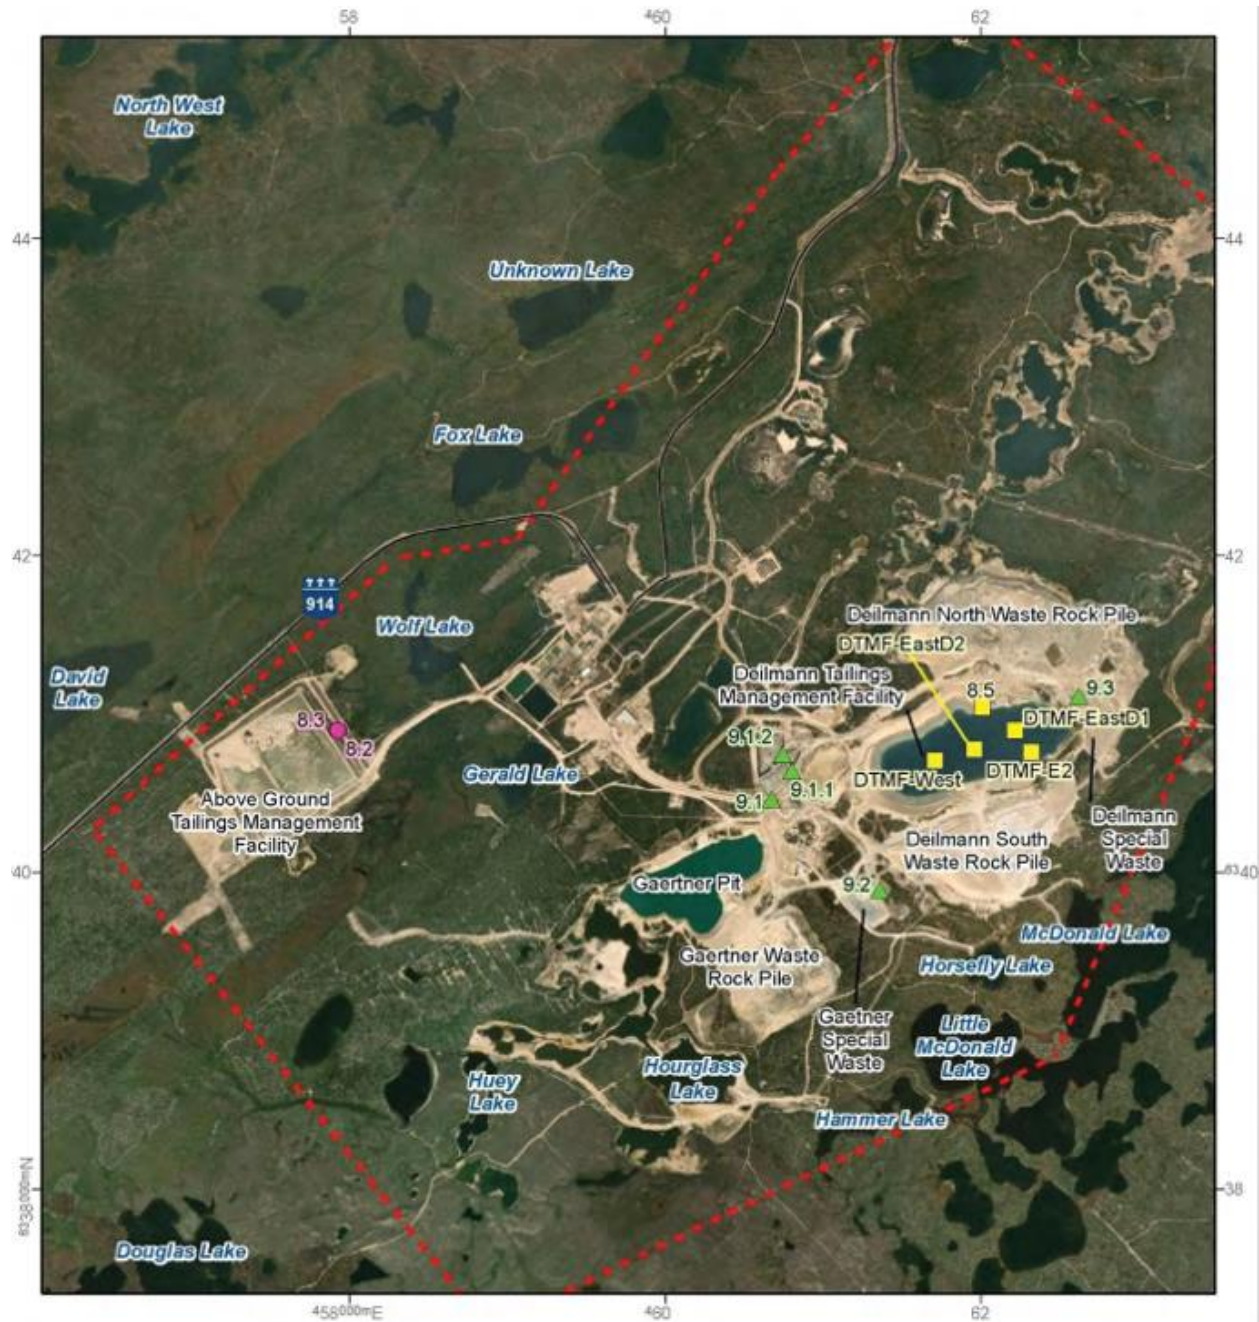 58
⁴60
62
North West
Lake
44
44
Unknown Lake
Fox Lake
42
42
914
Wolf Lake
Deilmann North Waste Rock Pile
DTMF-EastD2
David
Lake
Deilmann Tailings
Management Facility
8.5
9.3
8.3
8.2
DTMF-EastD1
9.1.2
Gerald Lake
DTMF-West
DTMF-E2
9.1
9.1.1
Above Ground
Tailings Management
Facility
Deilmann
Special
Waste
Deilmann South
Waste Rock Pile
40
⁶³40
Gaertner Pit
9.2
McDonald Lake
Gaertner Waste
Rock Pile
Horsefly Lake
Gaetner
Special
Waste
Little
McDonald
Lake
Huey
Lake
Hourglass
Lake
Hammer Lake
⁶³38⁰⁰⁰mN
38
Douglas Lake
⁴58⁰⁰⁰mE
⁴60
62